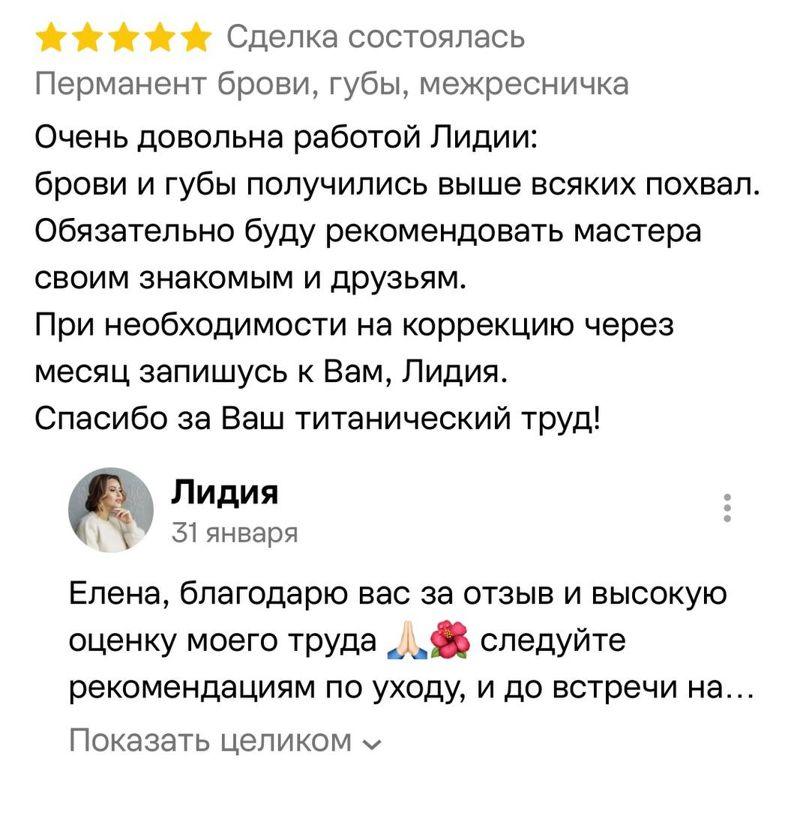 Сделка состоялась
Перманент брови, губы, межресничка
Очень довольна работой Лидии:
брови и губы получились выше всяких похвал.
Обязательно буду рекомендовать мастера
своим знакомым и друзьям.
При необходимости на коррекцию через
месяц запишусь к Вам, Лидия.
Спасибо за Ваш титанический труд!
Лидия
31 января
Елена, благодарю вас за отзыв и высокую
оценку моего труда 🙏🏻🌺 следуйте
рекомендациям по уходу, и до встречи на...
Показать целиком